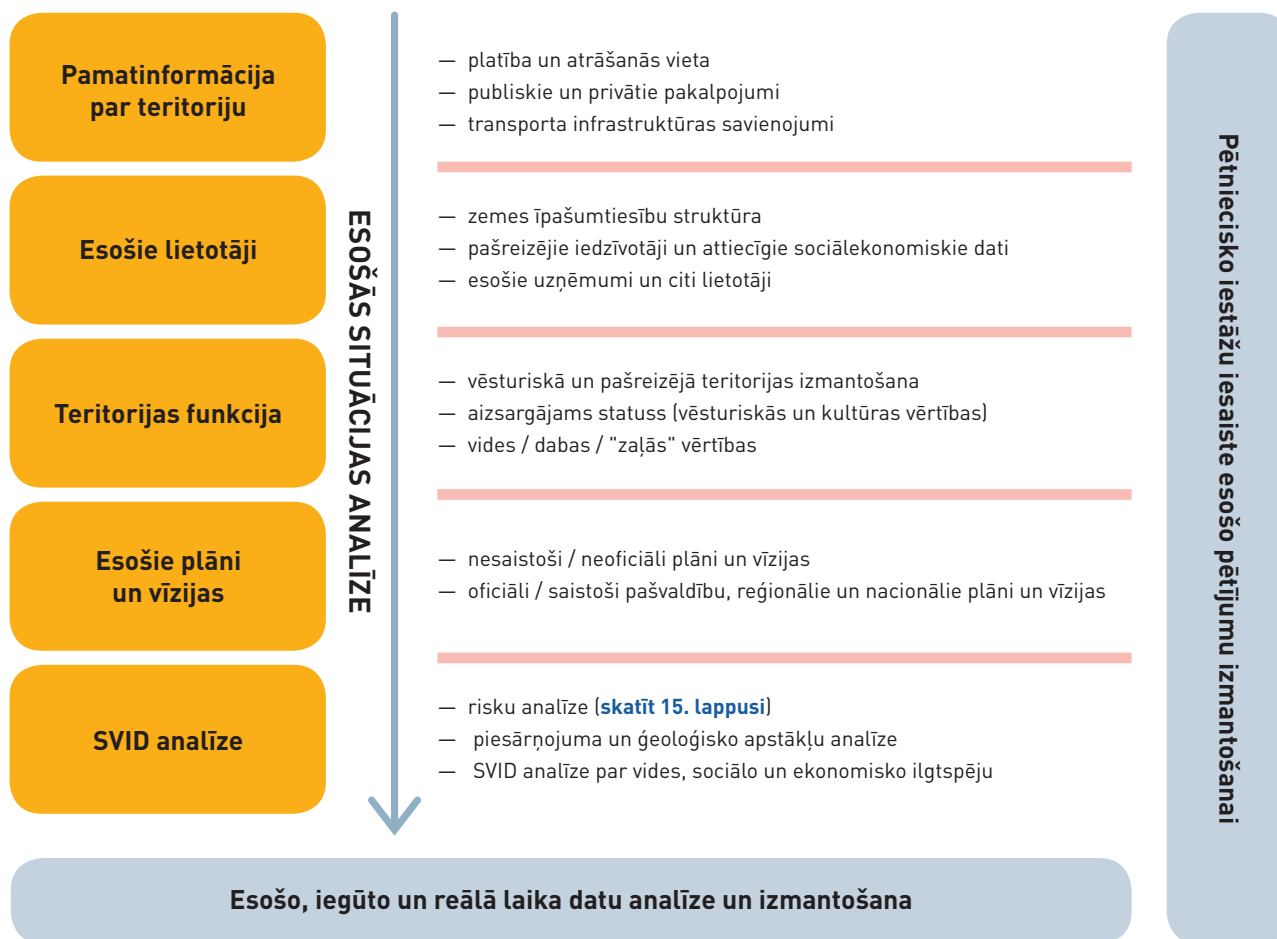 Pamatinformācija
par teritoriju
— platība un atrāšanās vieta
— publiskie un privātie pakalpojumi
— transporta infrastruktūras savienojumi
Esošie lietotāji
— zemes īpašumtiesību struktūra
— pašreizējie iedzīvotāji un attiecīgie sociālekonomiskie dati
— esošie uzņēmumi un citi lietotāji
Teritorijas funkcija
— vēsturiskā un pašreizējā teritorijas izmantošana
— aizsargājams statuss (vēsturiskās un kultūras vērtības)
— vides / dabas / "zaļās" vērtības
Esošie plāni
un vīzijas
— nesaistoši / neoficiāli plāni un vīzijas
— oficiāli / saistoši pašvaldību, reģionālie un nacionālie plāni un vīzijas
SVID analīze
— risku analīze (skatīt 15. lappusi)
— piesārņojuma un ģeoloģisko apstākļu analīze
— SVID analīze par vides, sociālo un ekonomisko ilgtspēju
ESOŠĀS SITUĀCIJAS ANALĪZE
Pētniecisko iestāžu iesaiste esošo pētījumu izmantošanai
Esošo, iegūto un reālā laika datu analīze un izmantošana